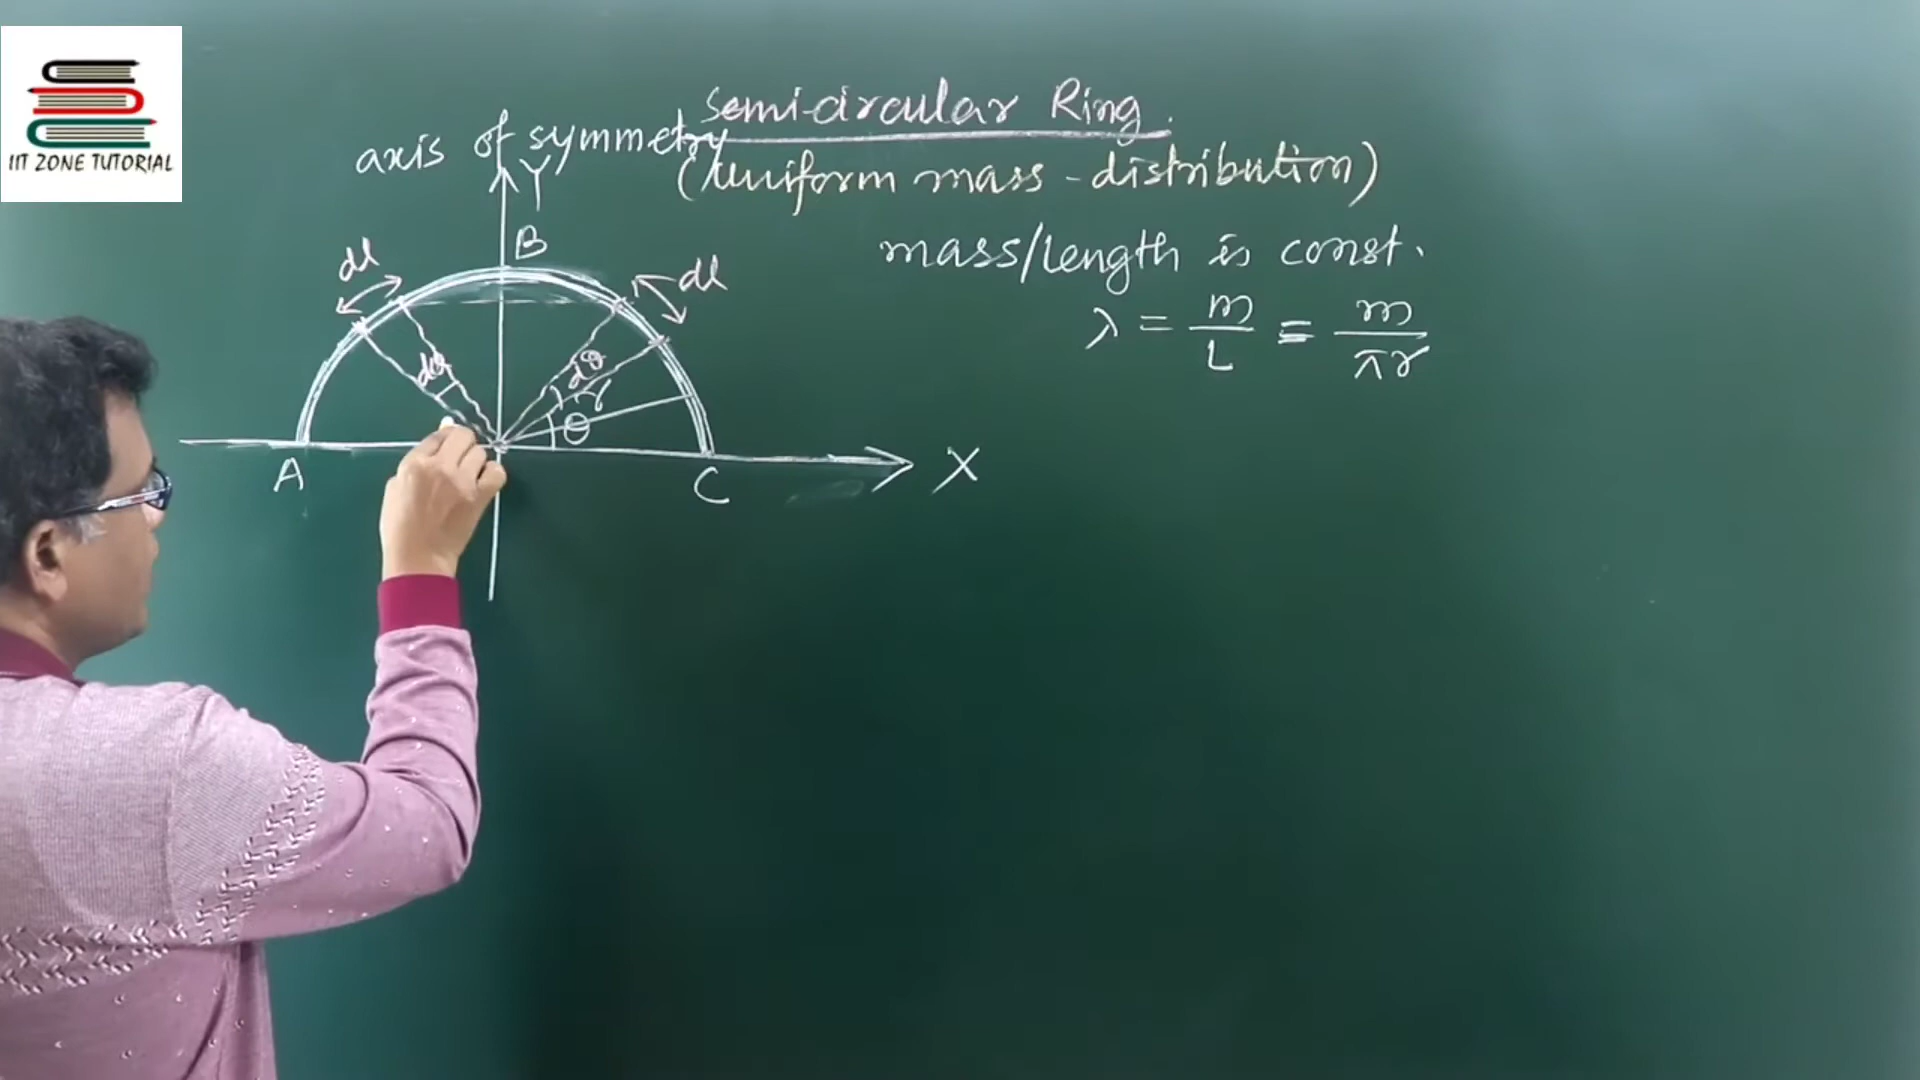 IIT ZONE TUTORIAL
Semi-circular Ring.
axis of symmetry
(Uniform mass-distribution)
Y
B
mass/length is const.
dl
dl
λ = m/L = m/πr
dθ
dθ
r
θ
A
C
X